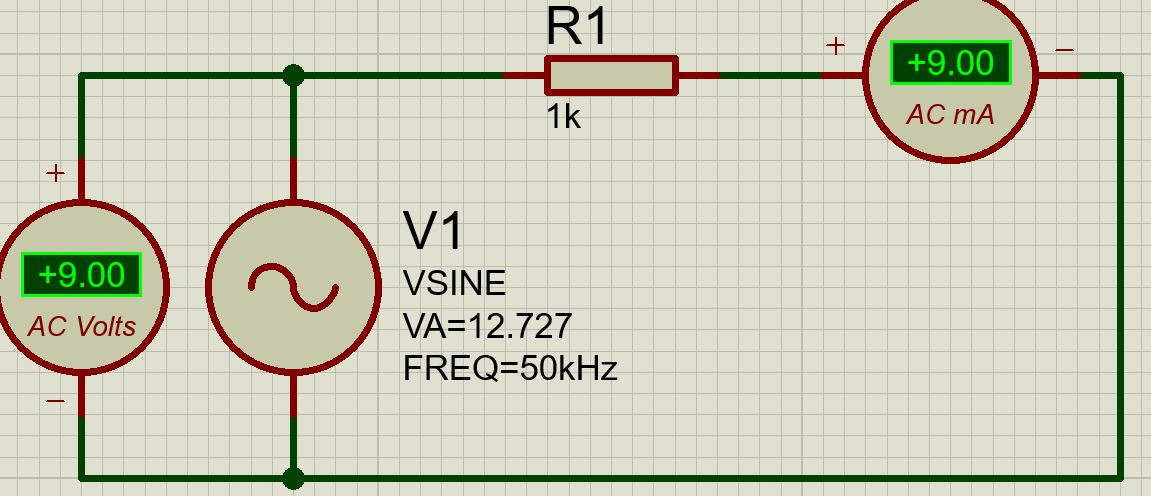 R1
1k
+
+9.00
AC mA
−
+
+9.00
AC Volts
−
V1
VSINE
VA=12.727
FREQ=50kHz